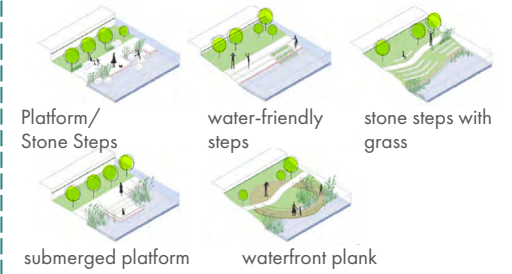 Platform/
Stone Steps
water-friendly
steps
stone steps with
grass
submerged platform
waterfront plank